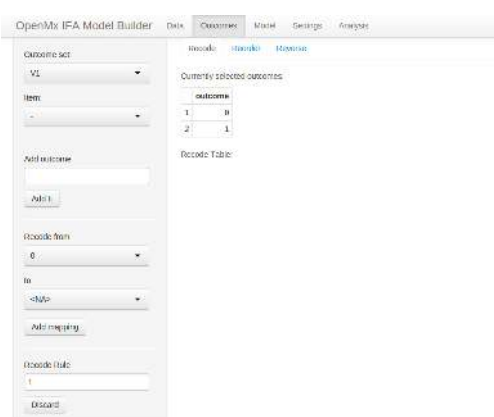 OpenMx IFA Model Builder Data Outcomes Model Settings Analysis
Recode Reorder Reverse
Outcome set
V1
Item:
-
Add outcome
Add It
Recode from
0
to
<NA>
Add mapping
Recode Rule
1
Discard
Currently selected outcomes:
outcome
1 0
2 1
Recode Table: